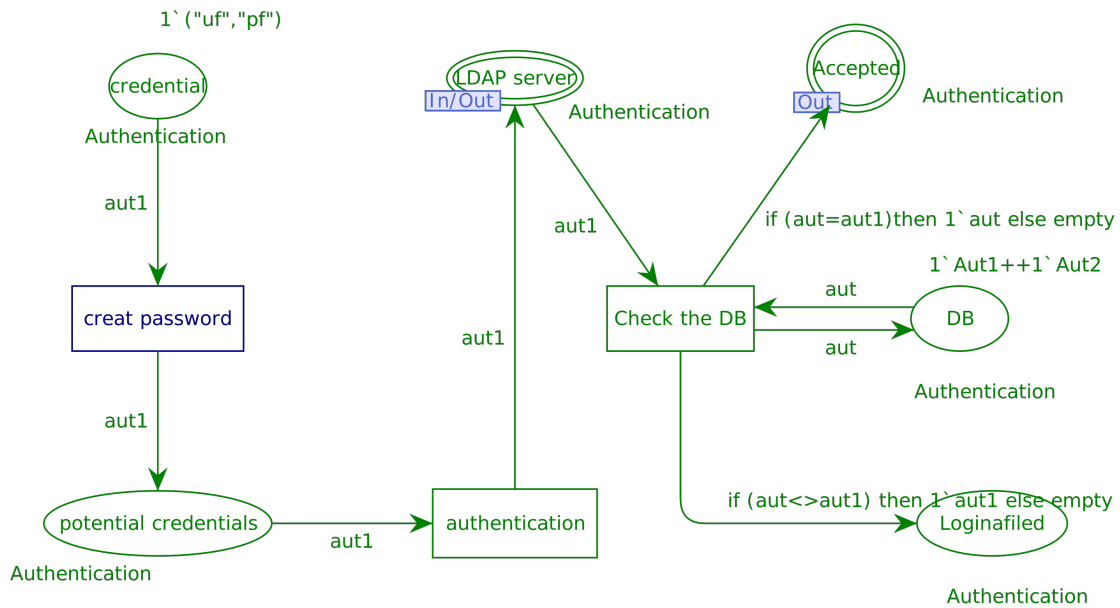 1`("uf","pf")
credential
Authentication
aut1
creat password
aut1
potential credentials
Authentication
aut1
authentication
aut1
LDAP server
In/Out
Authentication
aut1
Check the DB
Accepted
Out
Authentication
if (aut=aut1)then 1`aut else empty
1`Aut1++1`Aut2
aut
DB
aut
Authentication
if (aut<>aut1) then 1`aut1 else empty
Loginafiled
Authentication